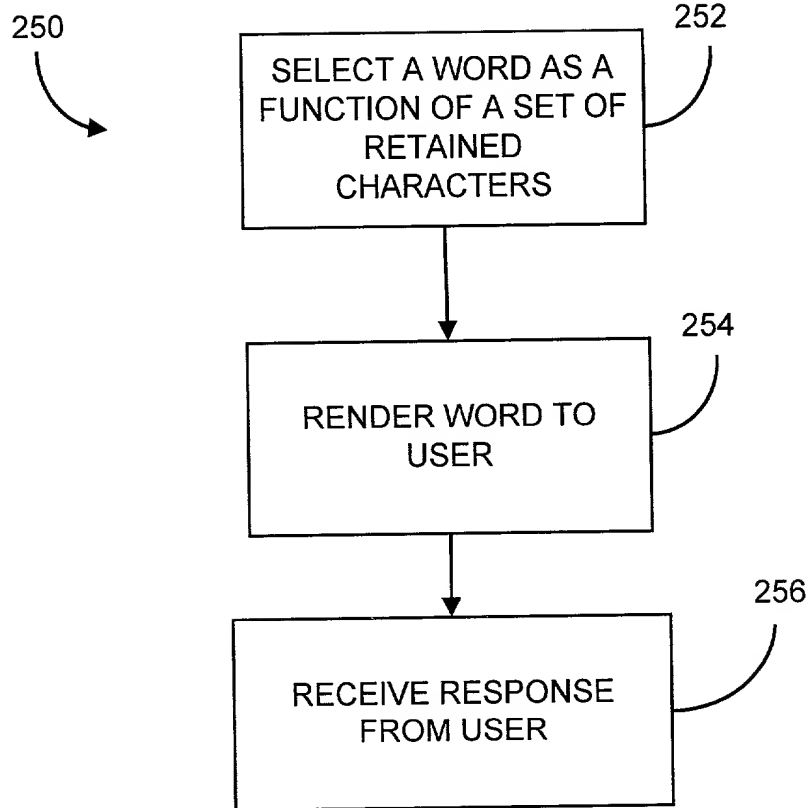 250
252
SELECT A WORD AS A
FUNCTION OF A SET OF
RETAINED
CHARACTERS
254
RENDER WORD TO
USER
256
RECEIVE RESPONSE
FROM USER